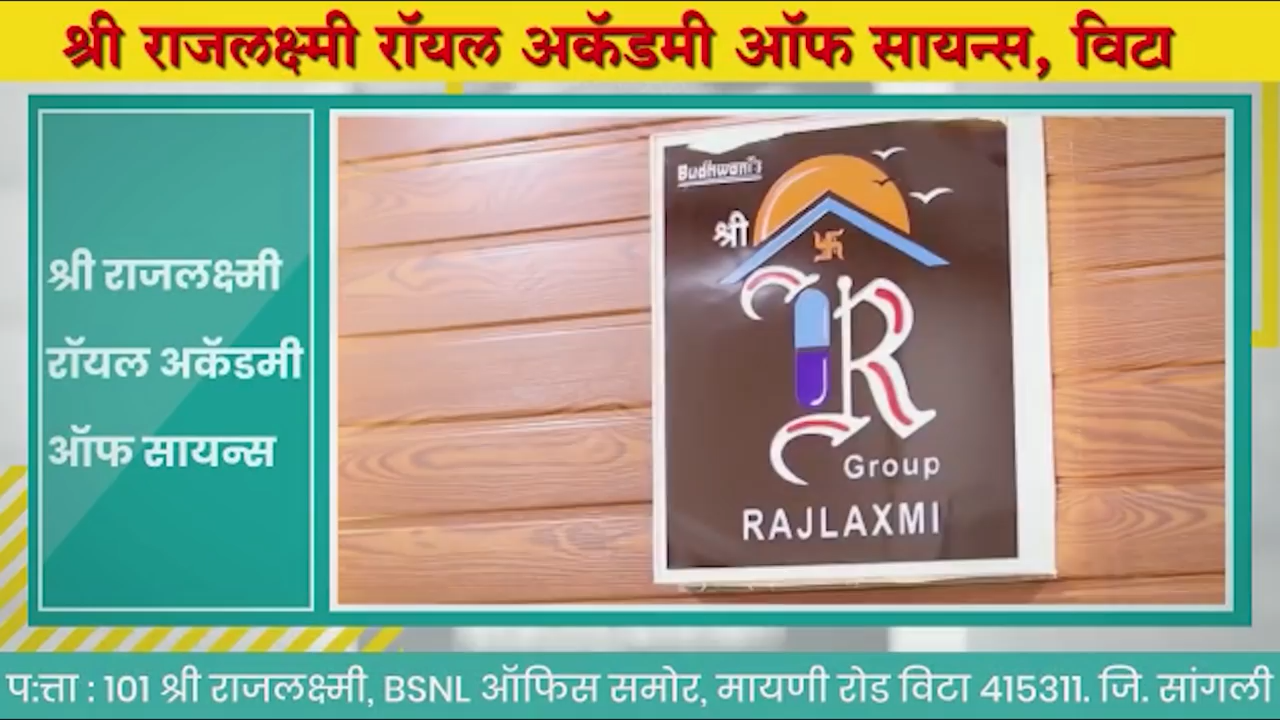 श्री राजलक्ष्मी रॉयल अकॅडमी ऑफ सायन्स, विटा
श्री राजलक्ष्मी
रॉयल अकॅडमी
ऑफ सायन्स
Budhwani's
श्री
R
Group
RAJLAXMI
प:त्ता : 101 श्री राजलक्ष्मी, BSNL ऑफिस समोर, मायणी रोड विटा 415311. जि. सांगली